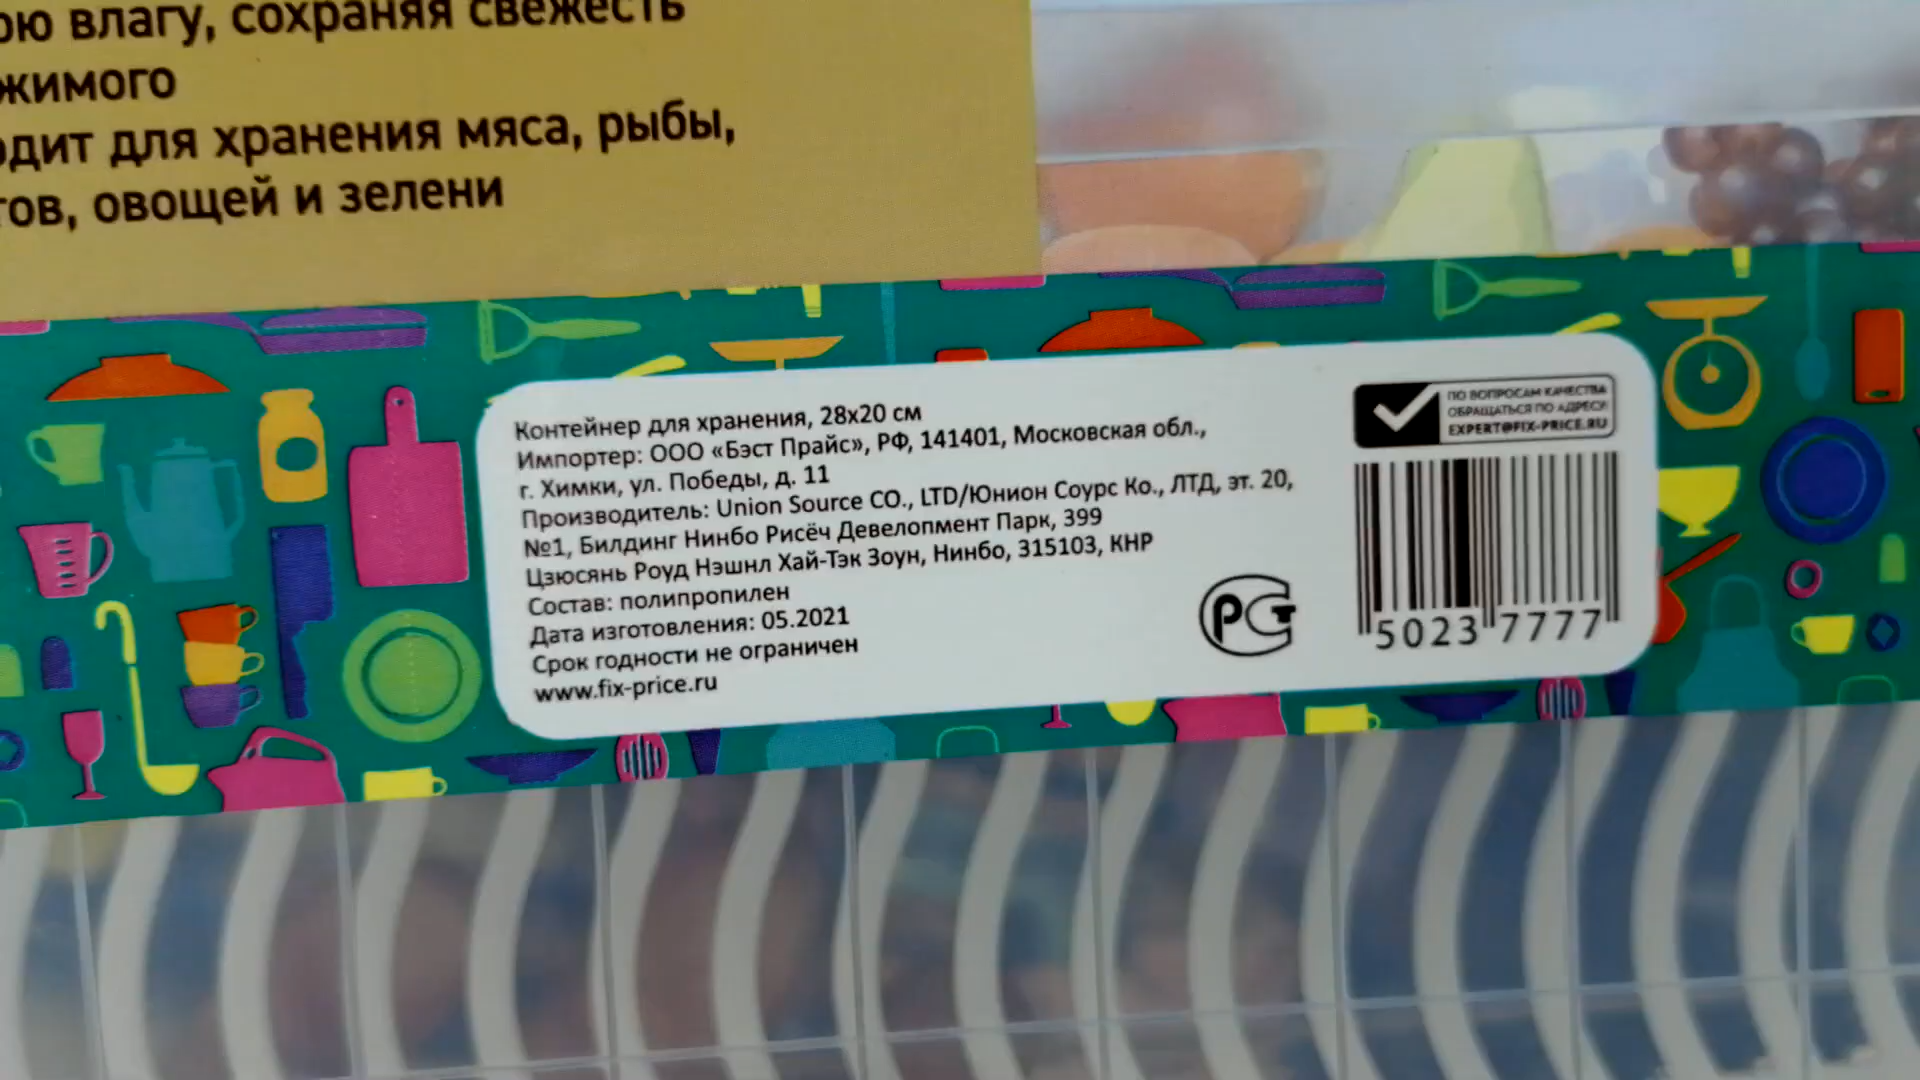 ою влагу, сохраняя свежесть
жимого
одит для хранения мяса, рыбы,
тов, овощей и зелени
Контейнер для хранения, 28х20 см
Импортер: ООО «Бэст Прайс», РФ, 141401, Московская обл.,
г. Химки, ул. Победы, д. 11
Производитель: Union Source CO., LTD/Юнион Соурс Ко., ЛТД, эт. 20,
№1, Билдинг Нинбо Рисёч Девелопмент Парк, 399
Цзюсянь Роуд Нэшнл Хай-Тэк Зоун, Нинбо, 315103, КНР
Состав: полипропилен
Дата изготовления: 05.2021
Срок годности не ограничен
www.fix-price.ru
РСТ
ПО ВОПРОСАМ КАЧЕСТВА
ОБРАЩАТЬСЯ ПО АДРЕСУ:
EXPERT@FIX-PRICE.RU
5023 7777